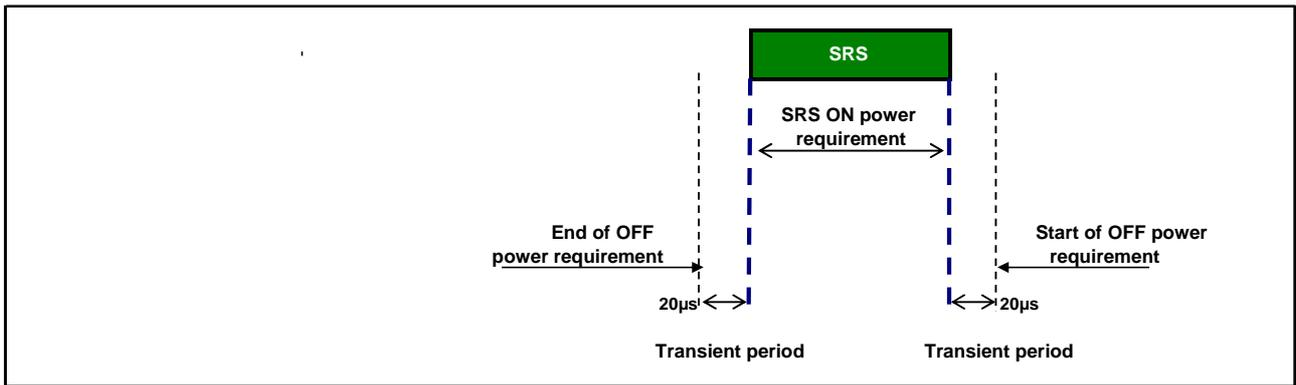 SRS
SRS ON power
requirement
End of OFF
power requirement
Start of OFF power
requirement
20µs
20µs
Transient period
Transient period